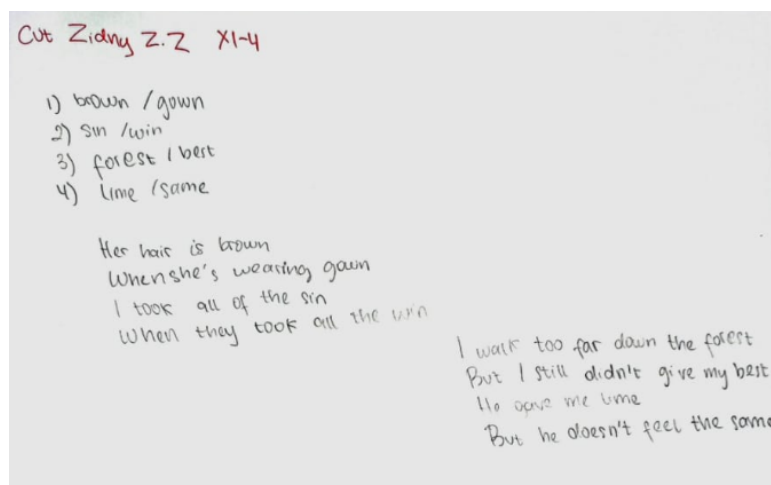 Cut Zidny Z.Z XI-4
1) brown / gown
2) sin / win
3) forest / best
4) lime / same
Her hair is brown
When she's wearing gown
I took all of the sin
When they took all the win
I walk too far down the forest
But I still didn't give my best
He gave me lime
But he doesn't feel the same